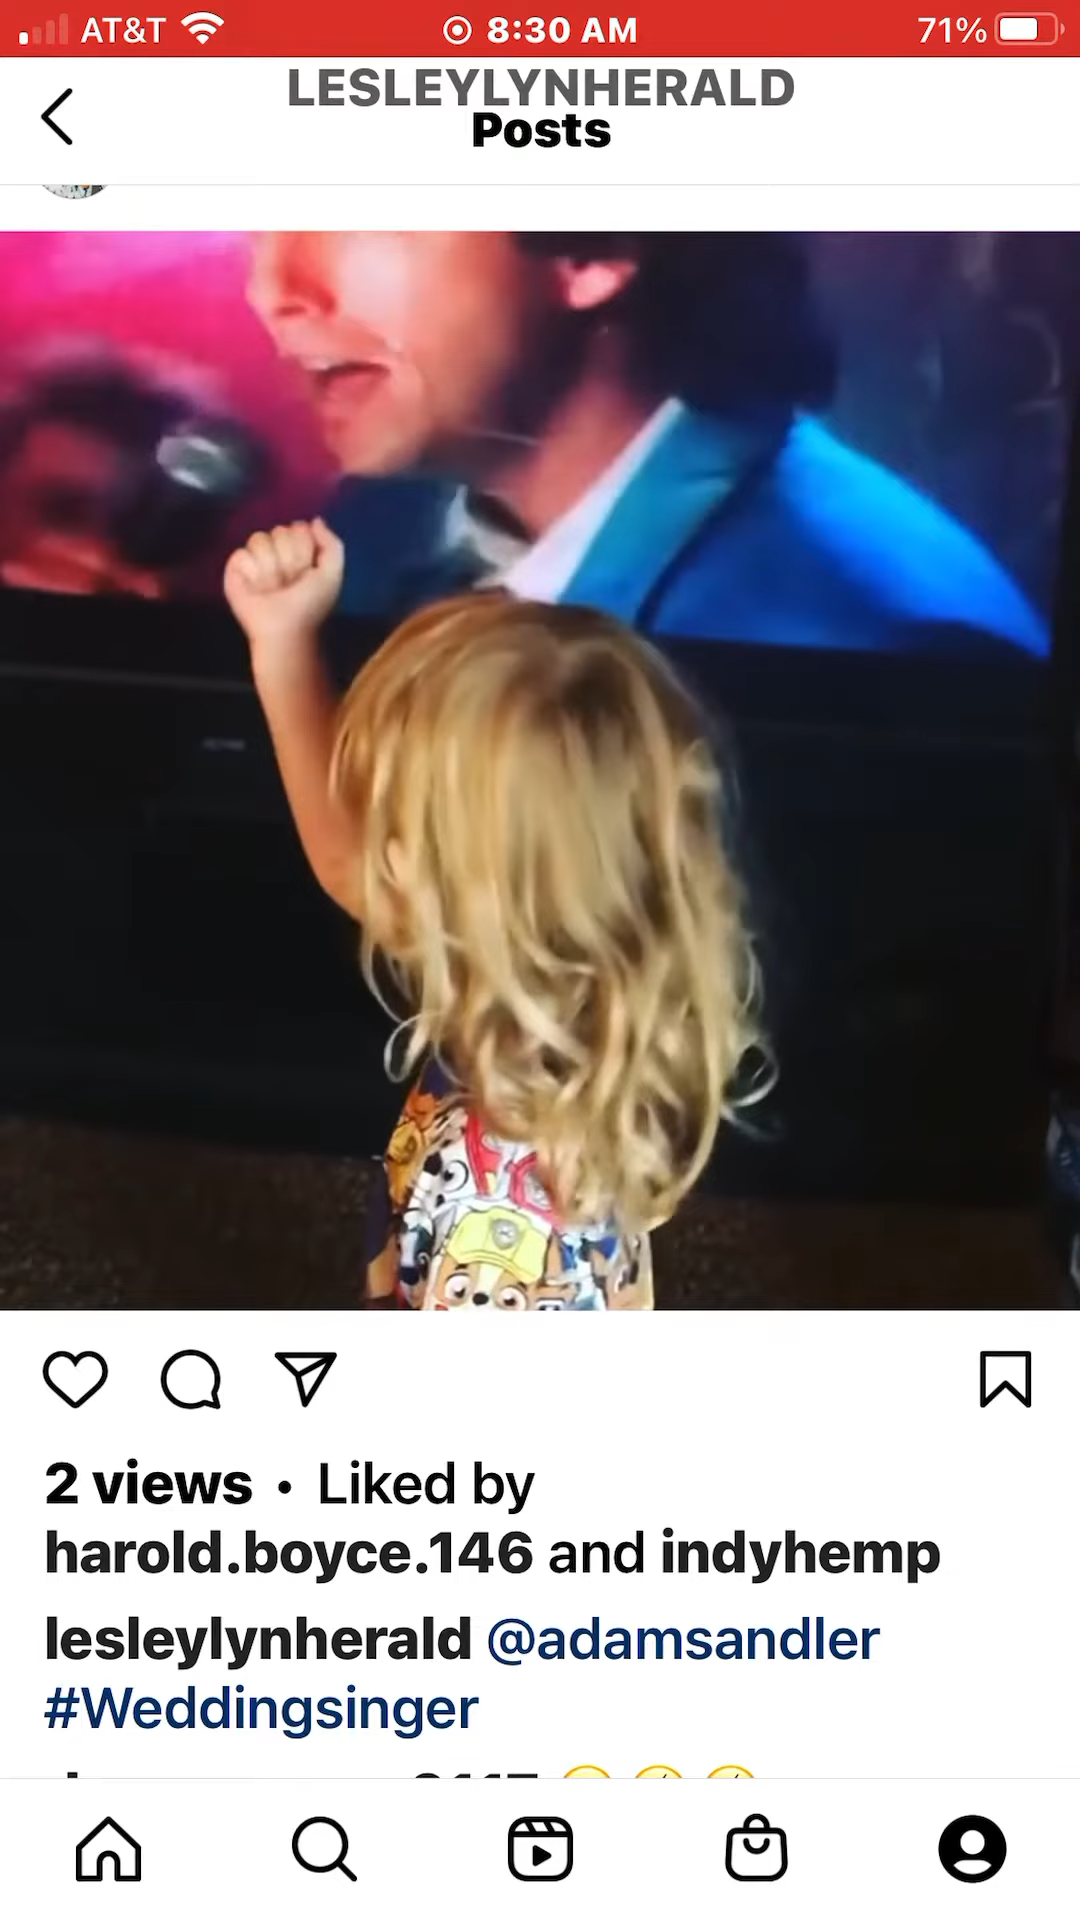 AT&T 8:30 AM 71%
LESLEYLYNHERALD
Posts
2 views • Liked by
harold.boyce.146 and indyhemp
lesleylynherald @adamsandler
#Weddingsinger